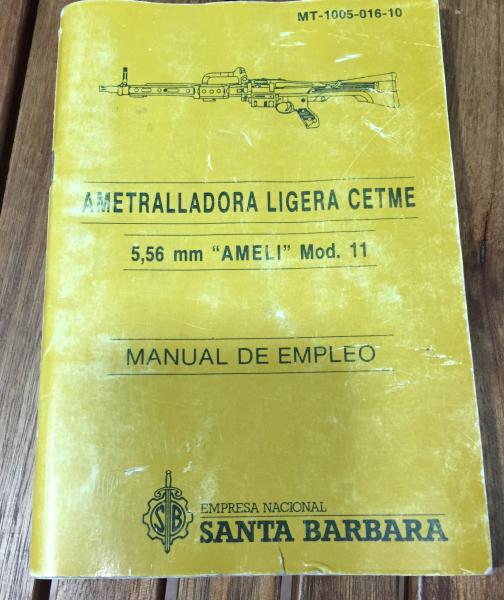 MT-1005-016-10
AMETRALLADORA LIGERA CETME
5,56 mm "AMELI" Mod. 11
MANUAL DE EMPLEO
SB
EMPRESA NACIONAL
SANTA BARBARA